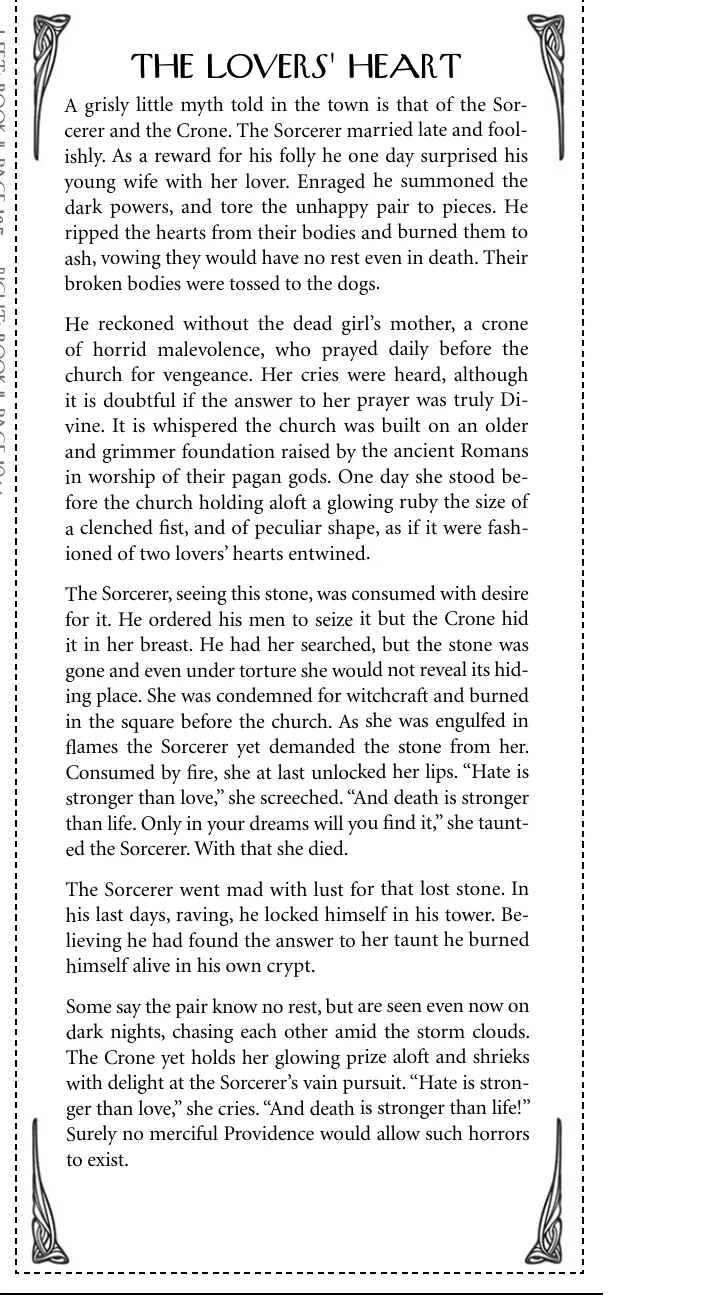 THE LOVERS' HEART
A grisly little myth told in the town is that of the Sor-
cerer and the Crone. The Sorcerer married late and fool-
ishly. As a reward for his folly he one day surprised his
young wife with her lover. Enraged he summoned the
dark powers, and tore the unhappy pair to pieces. He
ripped the hearts from their bodies and burned them to
ash, vowing they would have no rest even in death. Their
broken bodies were tossed to the dogs.
He reckoned without the dead girl’s mother, a crone
of horrid malevolence, who prayed daily before the
church for vengeance. Her cries were heard, although
it is doubtful if the answer to her prayer was truly Di-
vine. It is whispered the church was built on an older
and grimmer foundation raised by the ancient Romans
in worship of their pagan gods. One day she stood be-
fore the church holding aloft a glowing ruby the size of
a clenched fist, and of peculiar shape, as if it were fash-
ioned of two lovers’ hearts entwined.
The Sorcerer, seeing this stone, was consumed with desire
for it. He ordered his men to seize it but the Crone hid
it in her breast. He had her searched, but the stone was
gone and even under torture she would not reveal its hid-
ing place. She was condemned for witchcraft and burned
in the square before the church. As she was engulfed in
flames the Sorcerer yet demanded the stone from her.
Consumed by fire, she at last unlocked her lips. “Hate is
stronger than love,” she screeched. “And death is stronger
than life. Only in your dreams will you find it,” she taunt-
ed the Sorcerer. With that she died.
The Sorcerer went mad with lust for that lost stone. In
his last days, raving, he locked himself in his tower. Be-
lieving he had found the answer to her taunt he burned
himself alive in his own crypt.
Some say the pair know no rest, but are seen even now on
dark nights, chasing each other amid the storm clouds.
The Crone yet holds her glowing prize aloft and shrieks
with delight at the Sorcerer’s vain pursuit. “Hate is stron-
ger than love,” she cries. “And death is stronger than life!”
Surely no merciful Providence would allow such horrors
to exist.